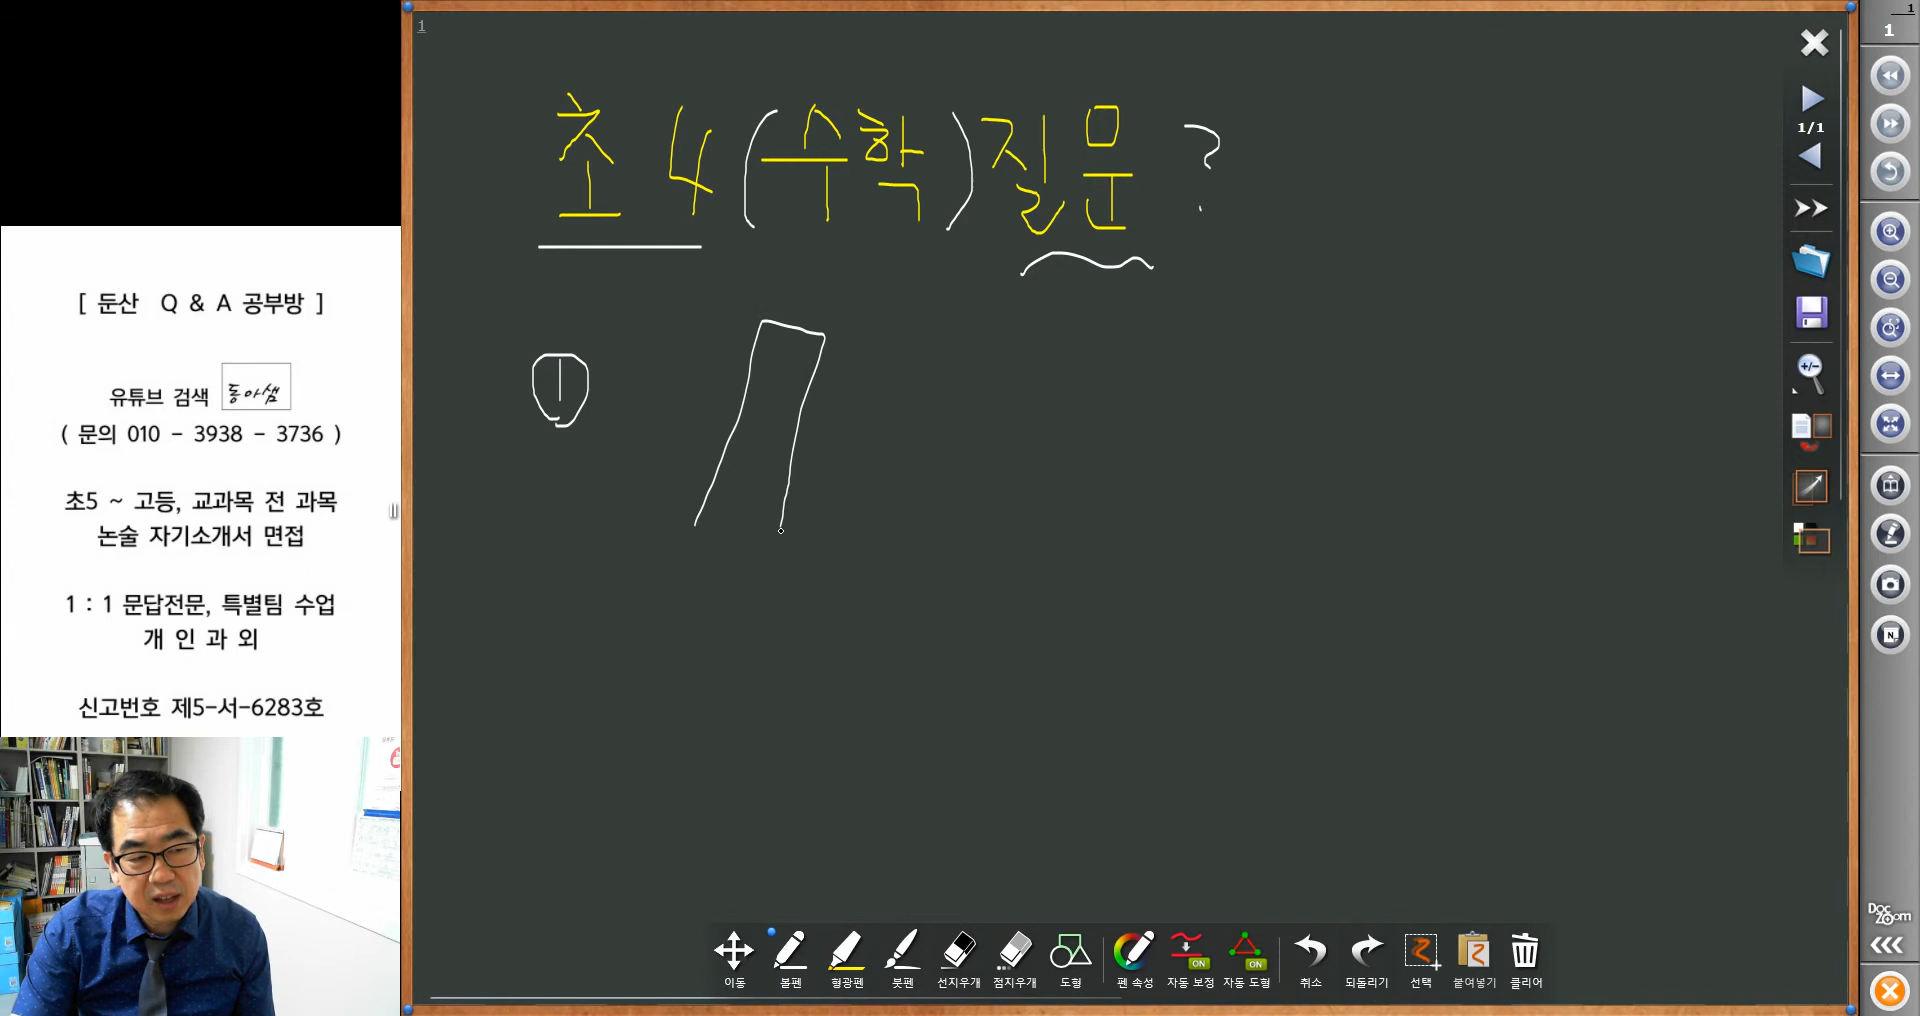 [ 둔산 Q & A 공부방 ]
유튜브 검색 동아샘
( 문의 010 - 3938 - 3736 )
초5 ~ 고등, 교과목 전 과목
논술 자기소개서 면접
1 : 1 문답전문, 특별팀 수업
개 인 과 외
신고번호 제5-서-6283호
1
초 4 (수학) 질문 ?
①
1/1
+/-
이동 볼펜 형광펜 붓펜 선지우개 점지우개 도형 펜 속성 자동 보정 자동 도형 취소 되돌리기 선택 붙여넣기 클리어
ON ON
1
1
N
DocZoom